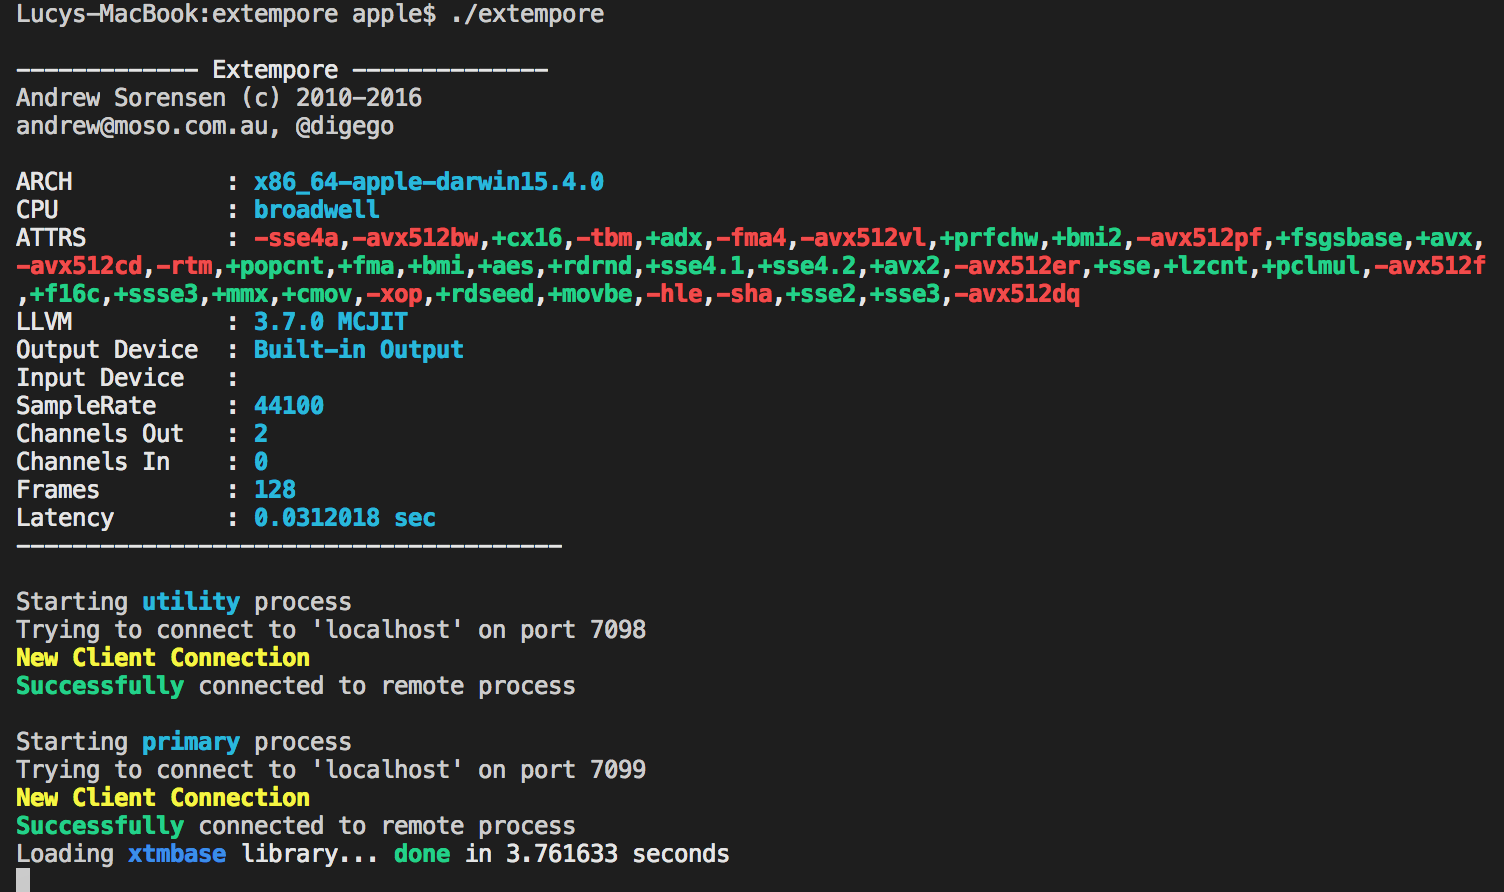 Lucys-MacBook:extempore apple$ ./extempore
------------- Extempore --------------
Andrew Sorensen (c) 2010-2016
andrew@moso.com.au, @digego
ARCH           : x86_64-apple-darwin15.4.0
CPU            : broadwell
ATTRS          : -sse4a,-avx512bw,+cx16,-tbm,+adx,-fma4,-avx512vl,+prfchw,+bmi2,-avx512pf,+fsgsbase,+avx,
-avx512cd,-rtm,+popcnt,+fma,+bmi,+aes,+rdrnd,+sse4.1,+sse4.2,+avx2,-avx512er,+sse,+lzcnt,+pclmul,-avx512f
,+f16c,+ssse3,+mmx,+cmov,-xop,+rdseed,+movbe,-hle,-sha,+sse2,+sse3,-avx512dq
LLVM           : 3.7.0 MCJIT
Output Device  : Built-in Output
Input Device   :
SampleRate     : 44100
Channels Out   : 2
Channels In    : 0
Frames         : 128
Latency        : 0.0312018 sec
---------------------------------------
Starting utility process
Trying to connect to 'localhost' on port 7098
New Client Connection
Successfully connected to remote process
Starting primary process
Trying to connect to 'localhost' on port 7099
New Client Connection
Successfully connected to remote process
Loading xtmbase library... done in 3.761633 seconds